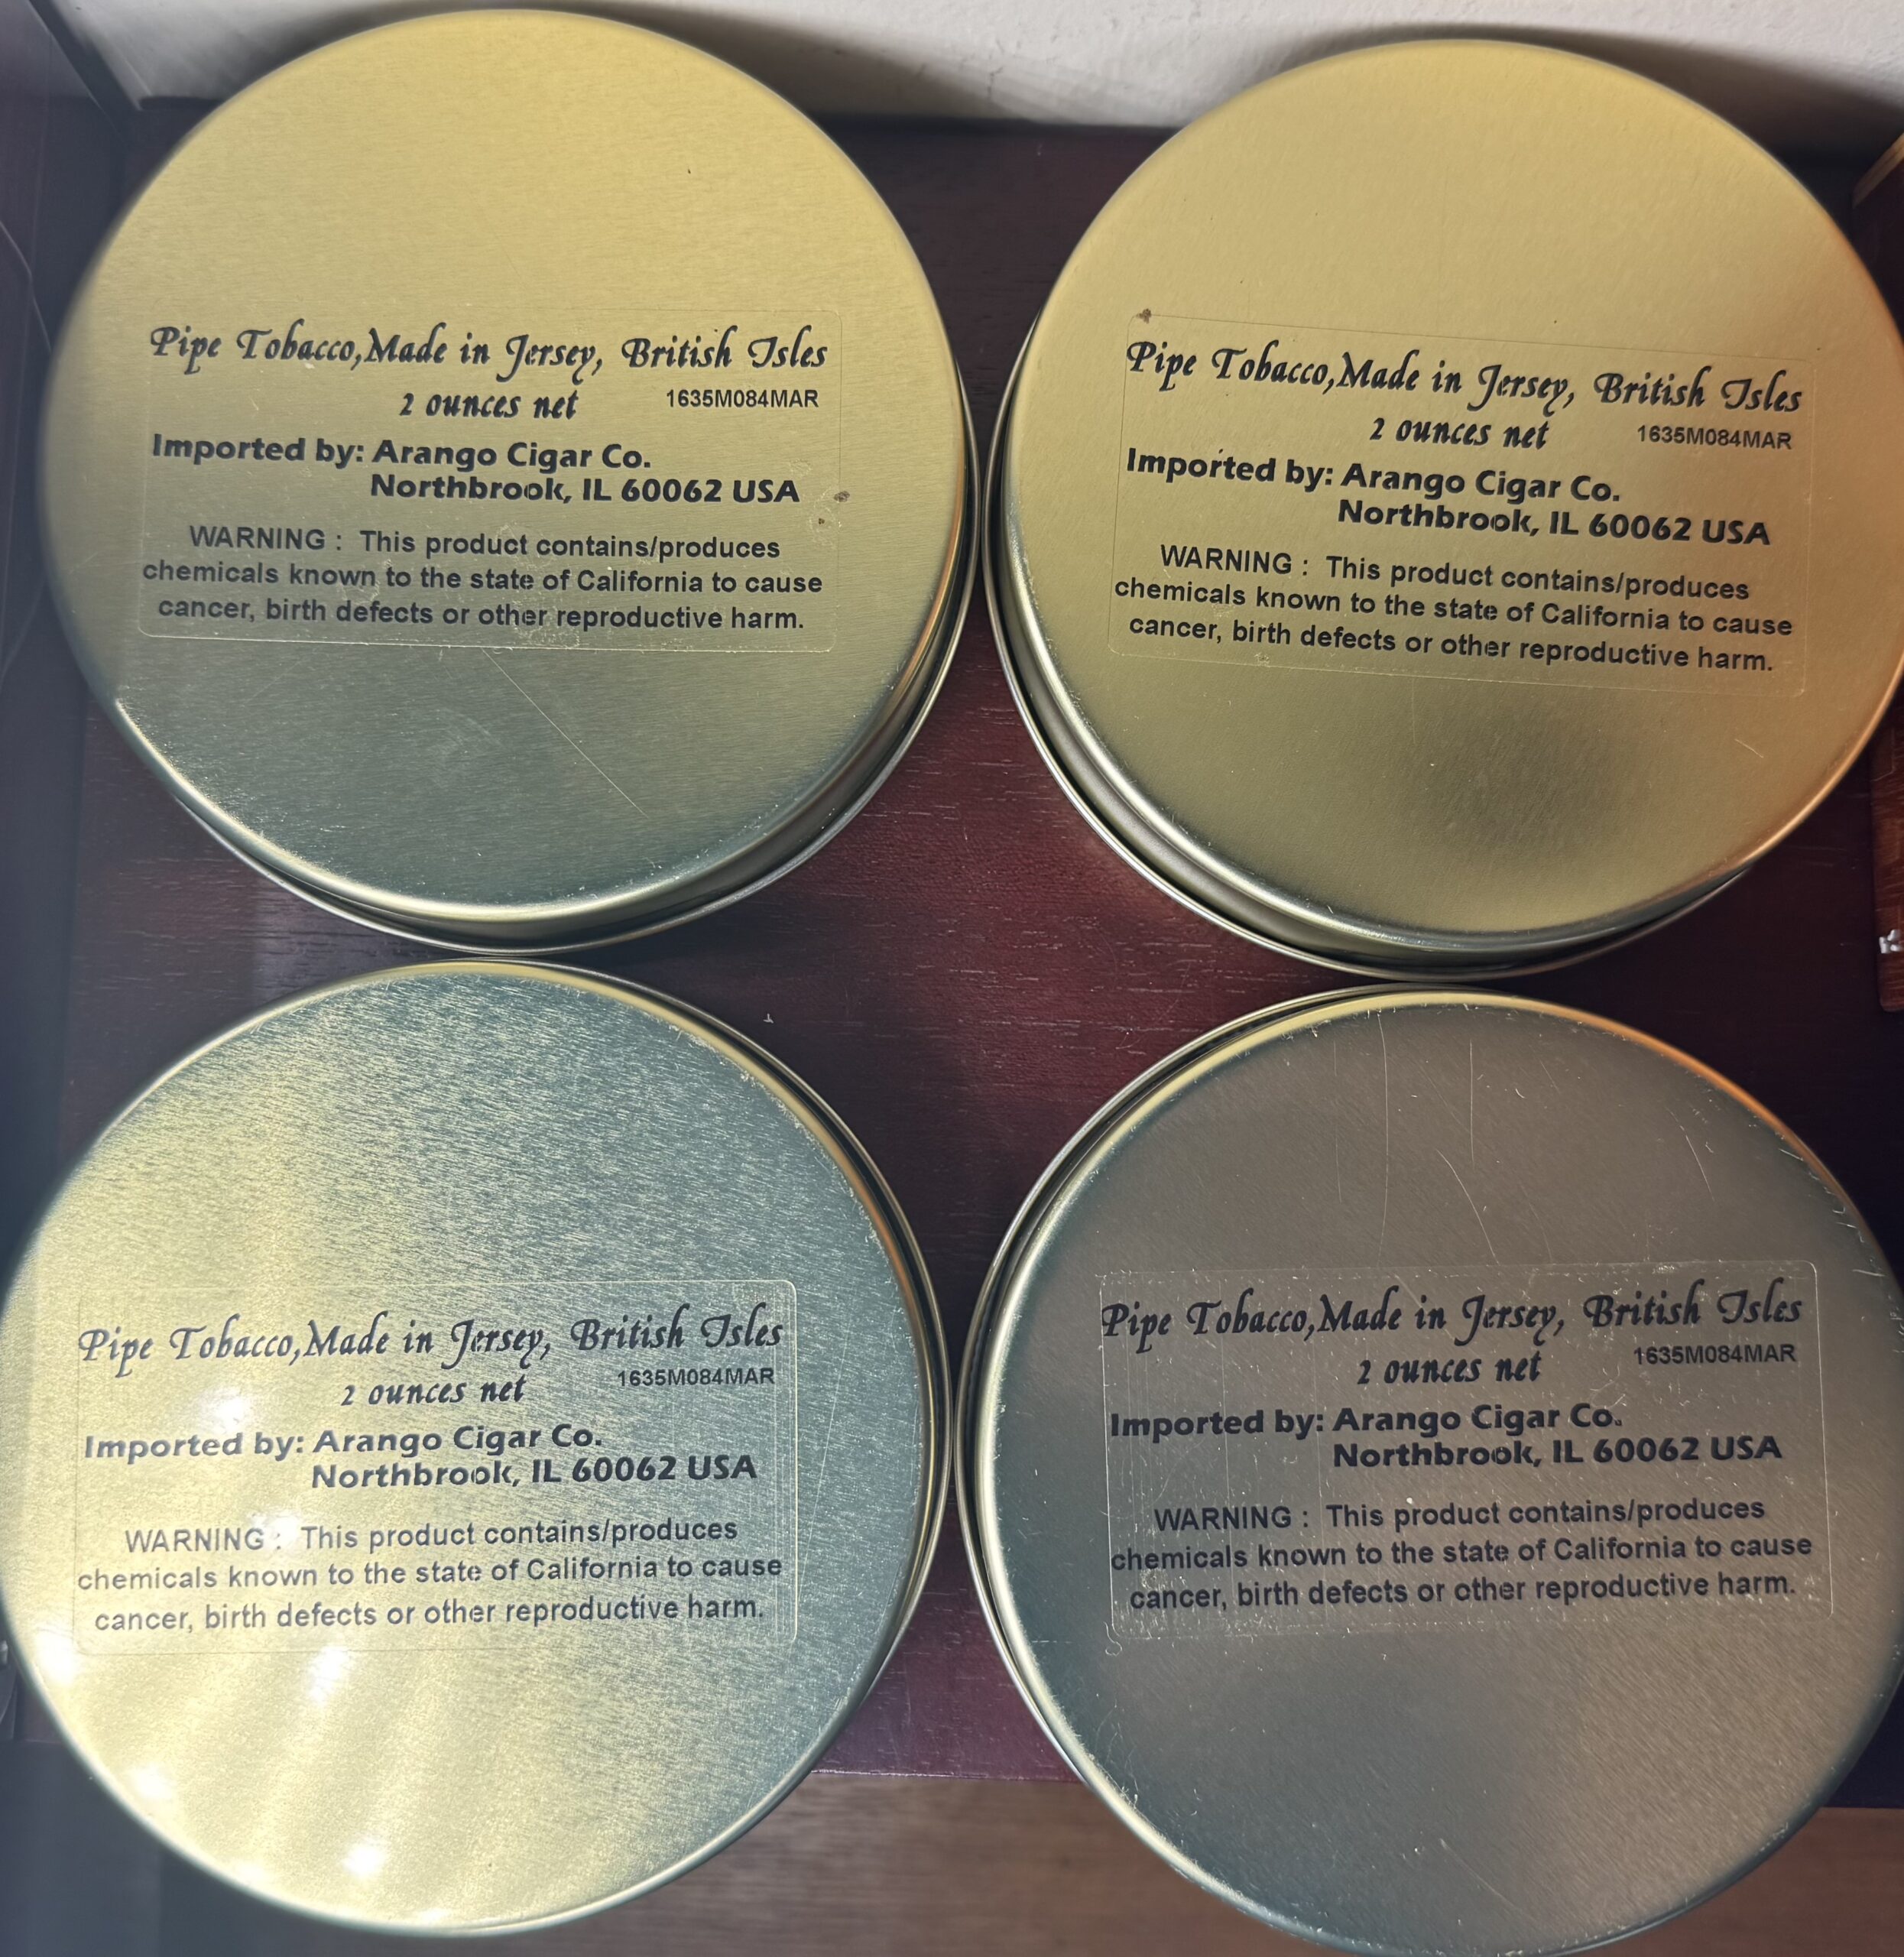 Pipe Tobacco,Made in Jersey, British Isles
2 ounces net 1635M084MAR
Imported by: Arango Cigar Co.
Northbrook, IL 60062 USA
WARNING : This product contains/produces
chemicals known to the state of California to cause
cancer, birth defects or other reproductive harm.
Pipe Tobacco,Made in Jersey, British Isles
2 ounces net 1635M084MAR
Imported by: Arango Cigar Co.
Northbrook, IL 60062 USA
WARNING : This product contains/produces
chemicals known to the state of California to cause
cancer, birth defects or other reproductive harm.
Pipe Tobacco,Made in Jersey, British Isles
2 ounces net 1635M084MAR
Imported by: Arango Cigar Co.
Northbrook, IL 60062 USA
WARNING : This product contains/produces
chemicals known to the state of California to cause
cancer, birth defects or other reproductive harm.
Pipe Tobacco,Made in Jersey, British Isles
2 ounces net 1635M084MAR
Imported by: Arango Cigar Co.
Northbrook, IL 60062 USA
WARNING : This product contains/produces
chemicals known to the state of California to cause
cancer, birth defects or other reproductive harm.